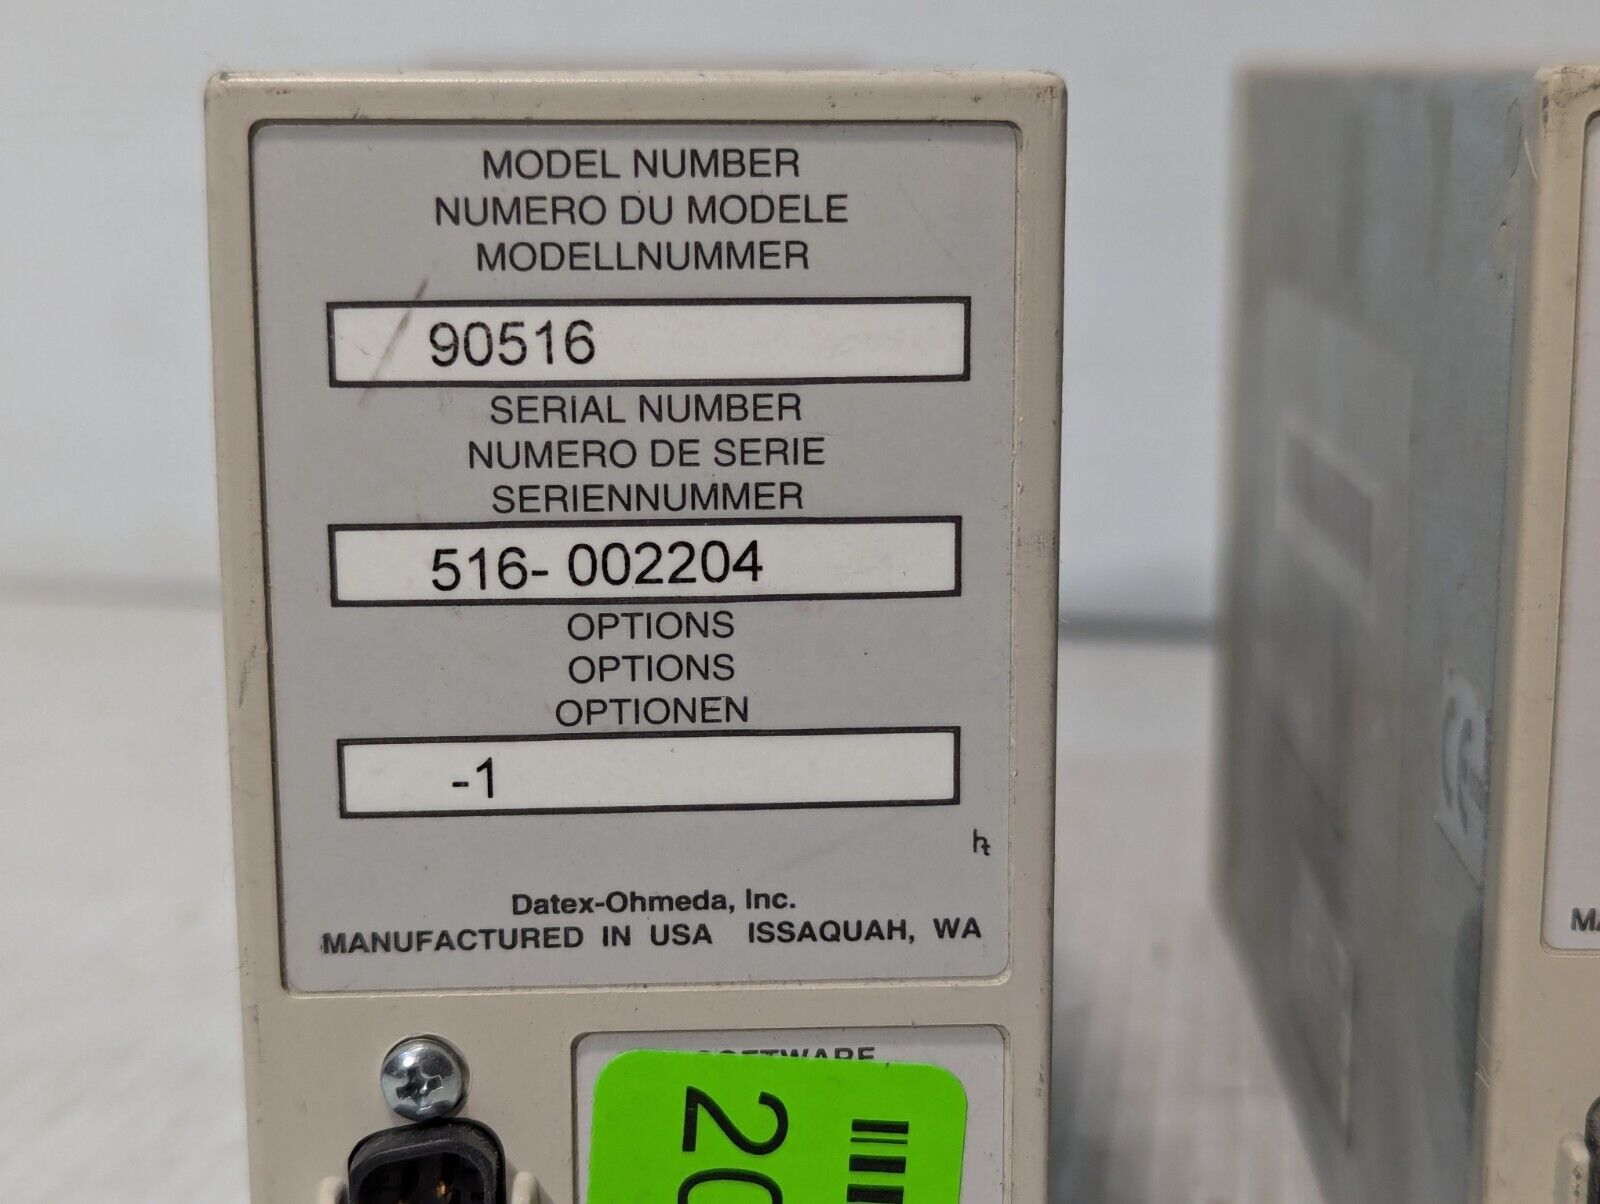 MODEL NUMBER
NUMERO DU MODELE
MODELLNUMMER
90516
SERIAL NUMBER
NUMERO DE SERIE
SERIENNUMMER
516- 002204
OPTIONS
OPTIONS
OPTIONEN
-1
Datex-Ohmeda, Inc.
MANUFACTURED IN USA ISSAQUAH, WA
SOFTWARE